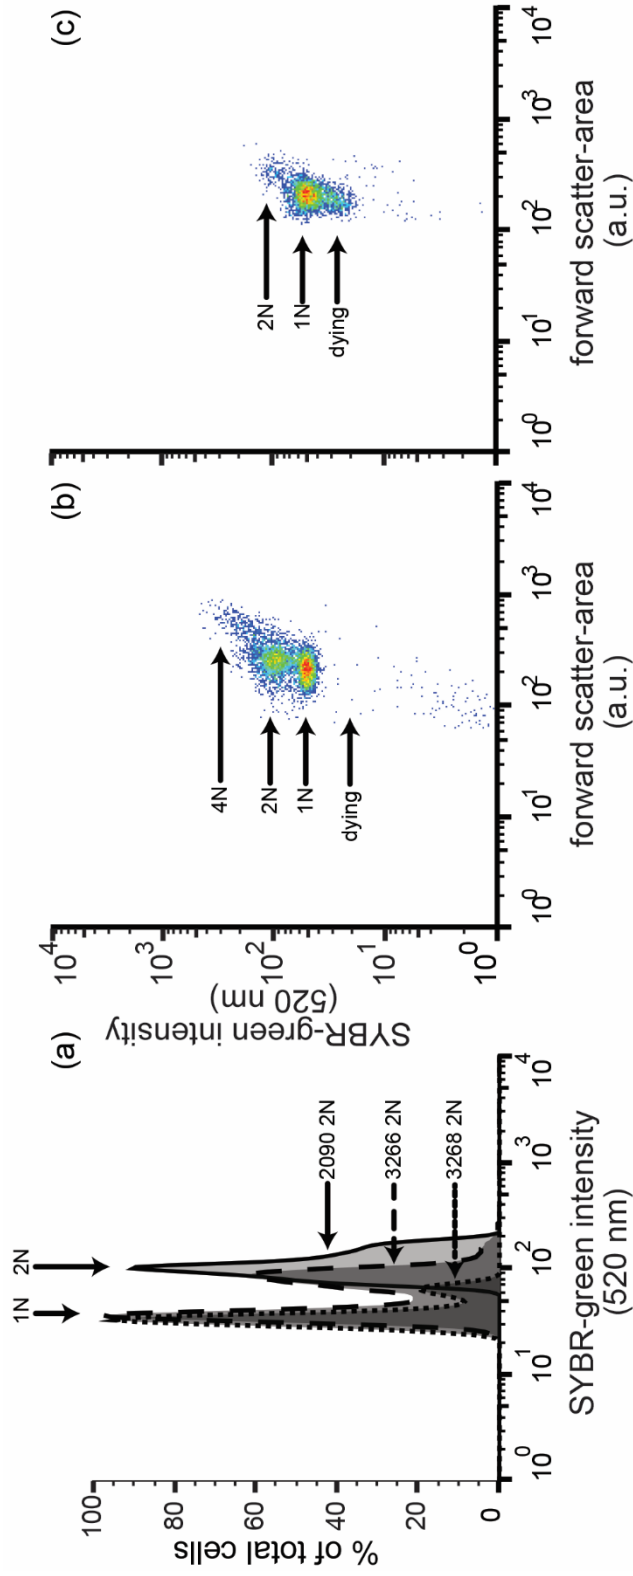 (a)
1N
2N
2090 2N
3266 2N
3268 2N
100
80
60
40
20
0
% of total cells
10^0
10^1
10^2
10^3
10^4
SYBR-green intensity
(520 nm)
(b)
SYBR-green intensity
(520 nm)
10^4
10^3
10^2
10^1
10^0
10^0
4N
2N
1N
dying
10^0
10^1
10^2
10^3
10^4
forward scatter-area
(a.u.)
(c)
2N
1N
dying
10^0
10^1
10^2
10^3
10^4
forward scatter-area
(a.u.)